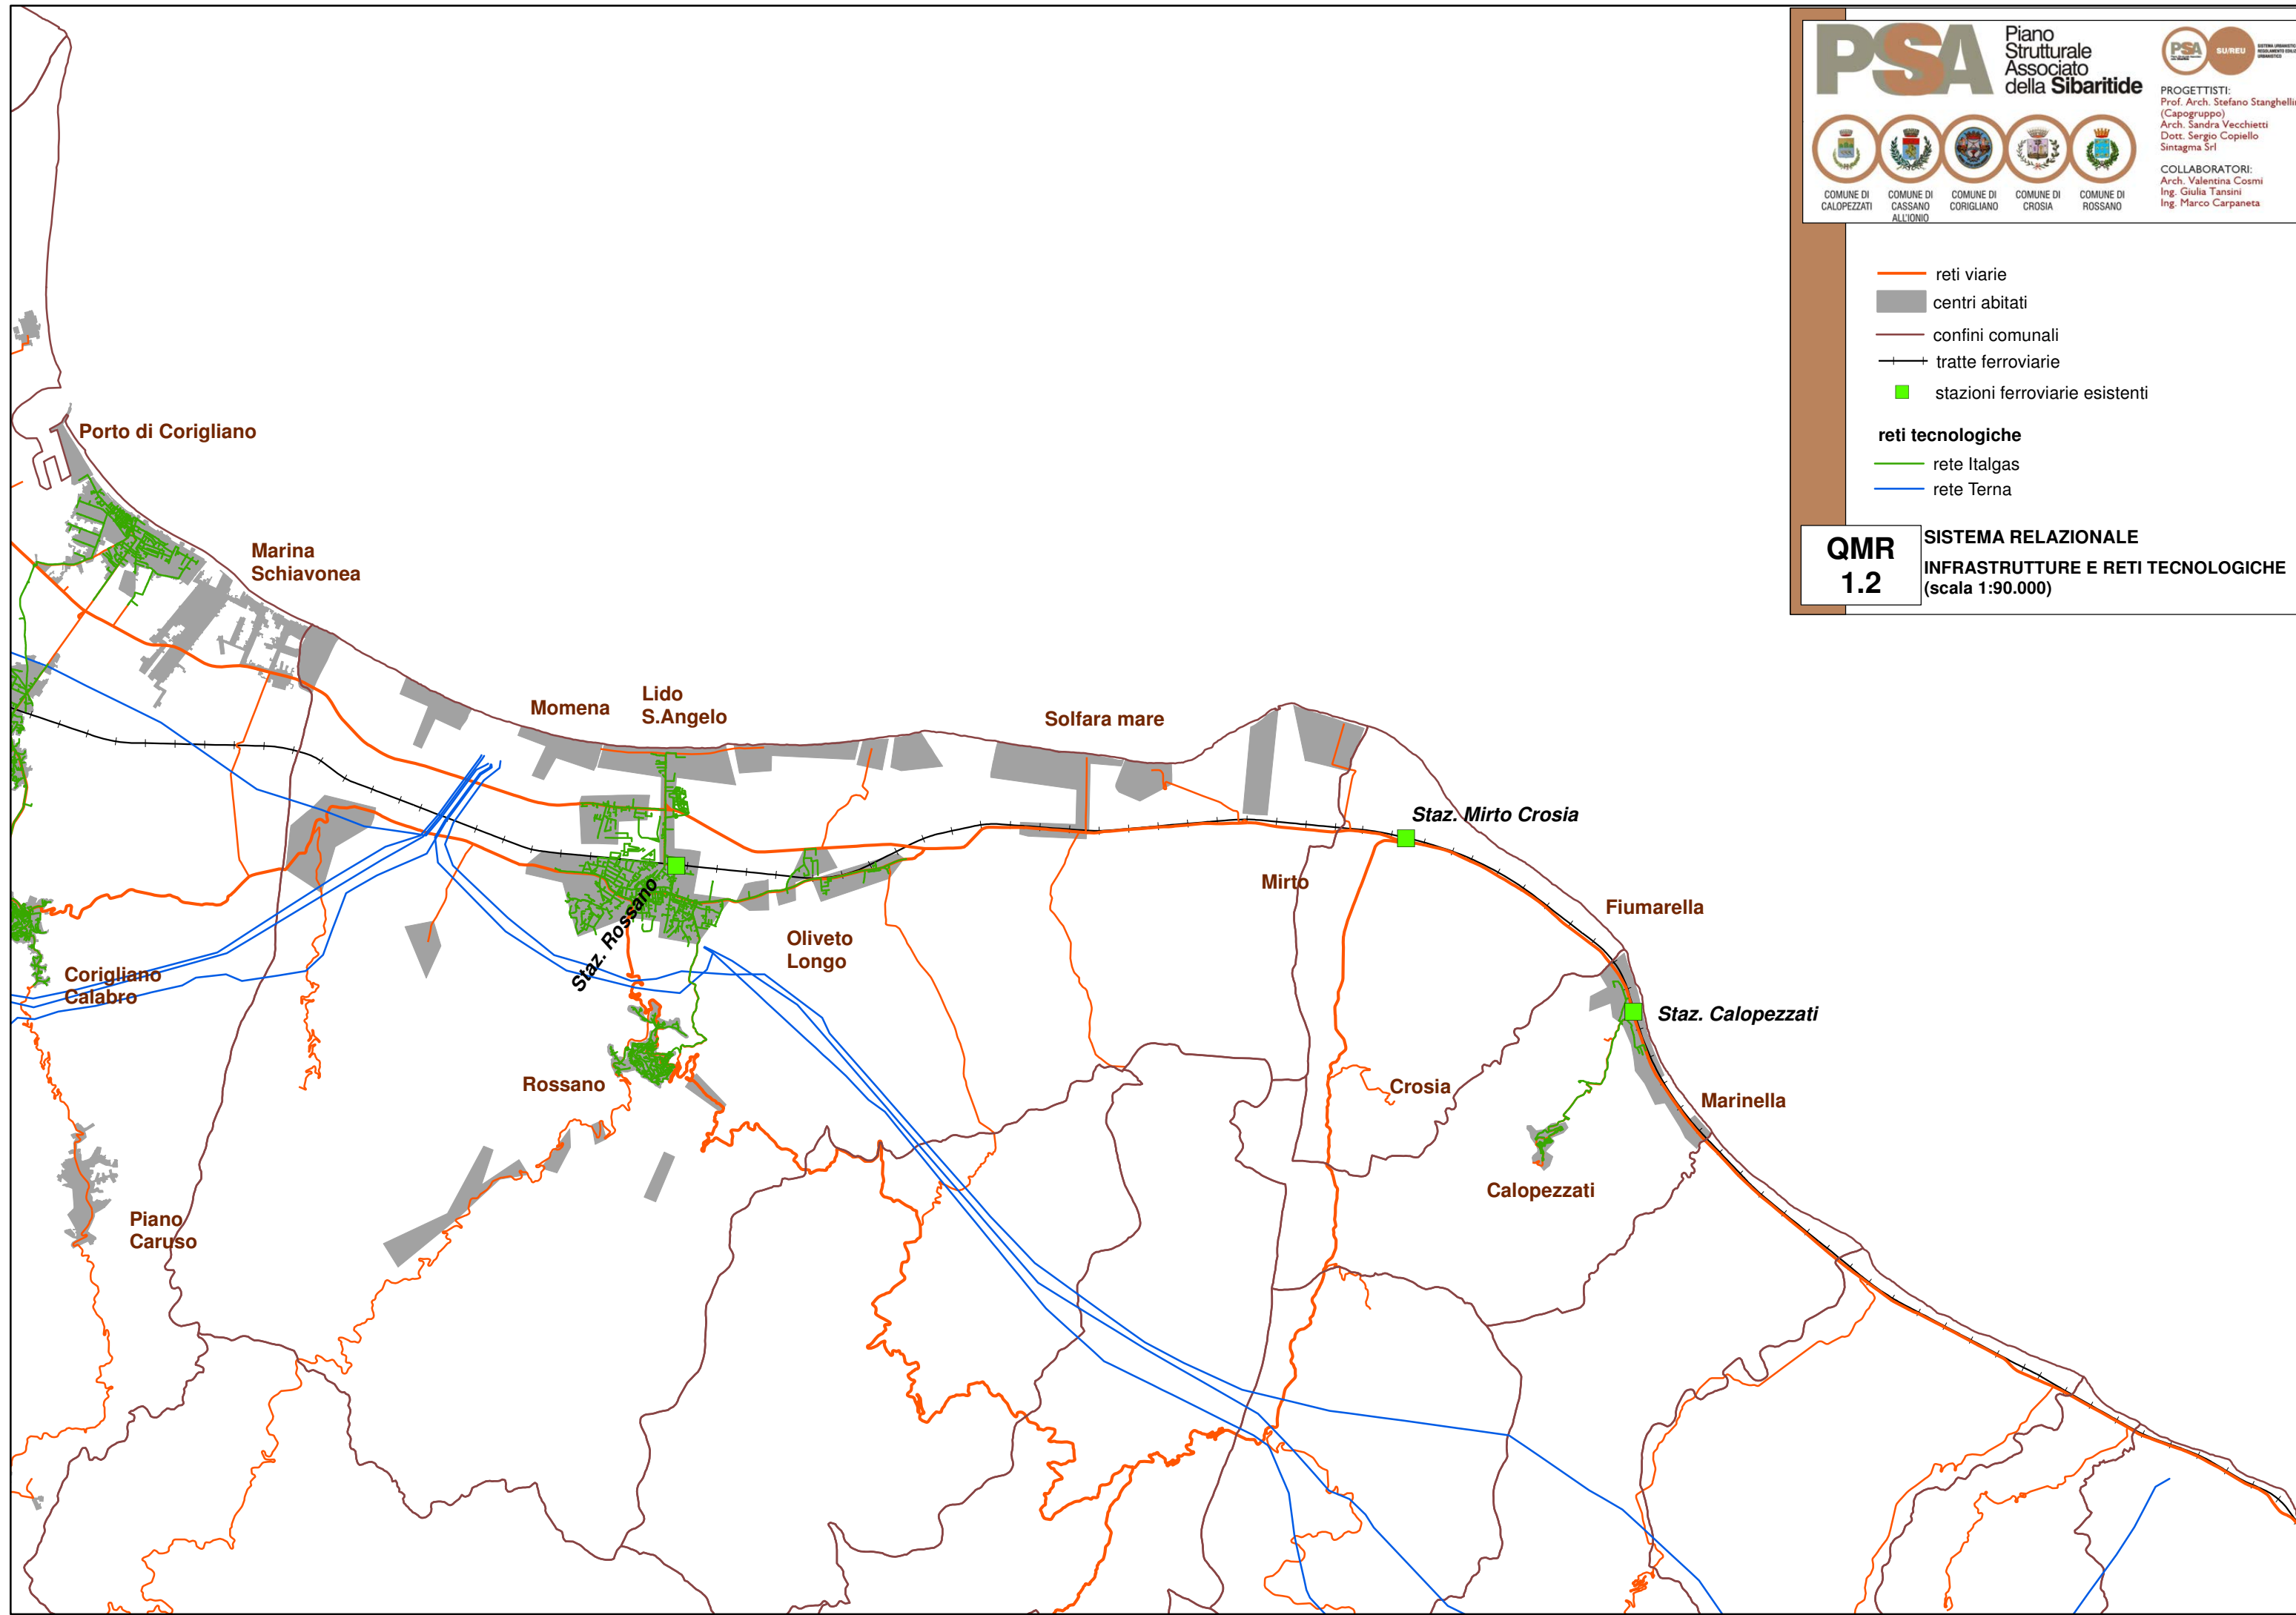 PSA
Piano
Strutturale
Associato
della Sibaritide
PSA
SU/REU
PROGETTISTI:
Prof. Arch. Stefano Stanghellini
(Capogruppo)
Arch. Sandra Vecchietti
Dott. Sergio Copiello
Sintagma Srl
COLLABORATORI:
Arch. Valentina Cosmi
Ing. Giulia Tansini
Ing. Marco Carpaneta
COMUNE DI
CALOPEZZATI
COMUNE DI
CASSANO
ALL'IONIO
COMUNE DI
CORIGLIANO
COMUNE DI
CROSIA
COMUNE DI
ROSSANO
reti viarie
centri abitati
confini comunali
tratte ferroviarie
stazioni ferroviarie esistenti
reti tecnologiche
rete Italgas
rete Terna
QMR
1.2
SISTEMA RELAZIONALE
INFRASTRUTTURE E RETI TECNOLOGICHE
(scala 1:90.000)
Porto di Corigliano
Marina
Schiavonea
Momena
Lido
S.Angelo
Solfara mare
Staz. Mirto Crosia
Mirto
Fiumarella
Staz. Rossano
Oliveto
Longo
Corigliano
Calabro
Staz. Calopezzati
Rossano
Crosia
Marinella
Calopezzati
Piano
Caruso